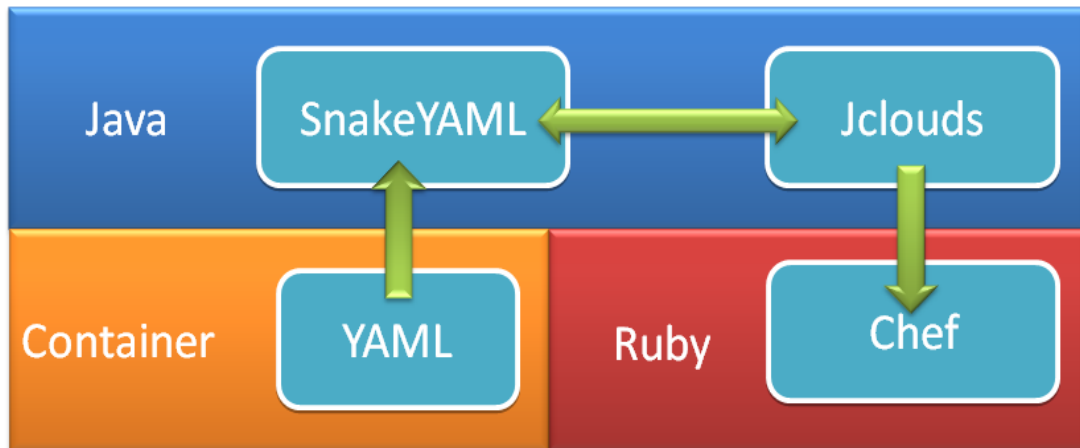 Java
SnakeYAML
Jclouds
Container
YAML
Ruby
Chef